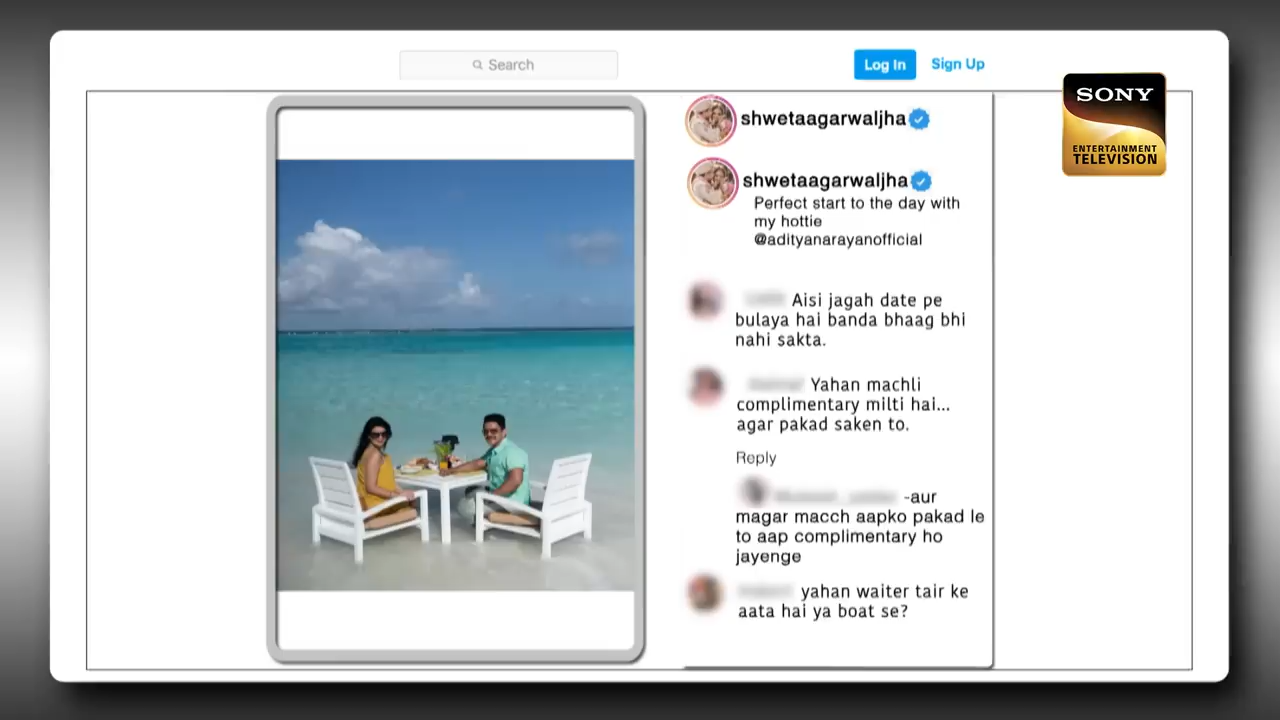 Search
Log In
Sign Up
SONY
ENTERTAINMENT
TELEVISION
shwetaagarwaljha
shwetaagarwaljha
Perfect start to the day with
my hottie
@adityanarayanofficial
Aisi jagah date pe
bulaya hai banda bhaag bhi
nahi sakta.
Yahan machli
complimentary milti hai...
agar pakad saken to.
Reply
-aur
magar macch aapko pakad le
to aap complimentary ho
jayenge
yahan waiter tair ke
aata hai ya boat se?